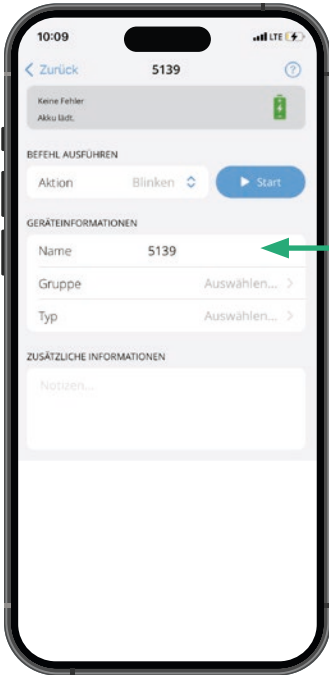 10:09 LTE
Zurück 5139 ?
Keine Fehler
Akku lädt.
BEFEHL AUSFÜHREN
Aktion Blinken Start
GERÄTEINFORMATIONEN
Name 5139
Gruppe Auswählen...
Typ Auswählen...
ZUSÄTZLICHE INFORMATIONEN
Notizen...